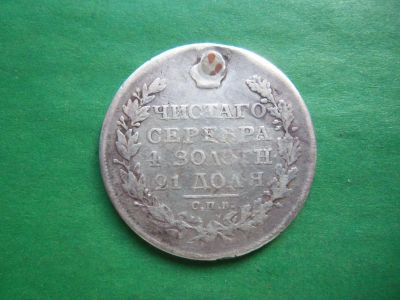 ЧИСТАГО
СЕРЕБРА
4 ЗОЛОТН
21 ДОЛЯ
С.П.Б.